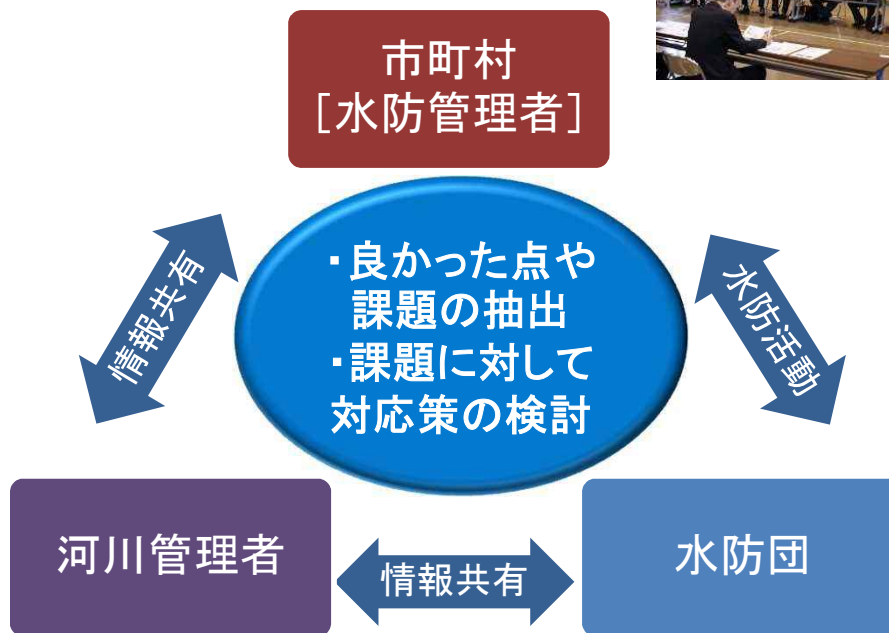 市町村
［水防管理者］
・良かった点や
課題の抽出
・課題に対して
対応策の検討
情報共有
水防活動
河川管理者
情報共有
水防団